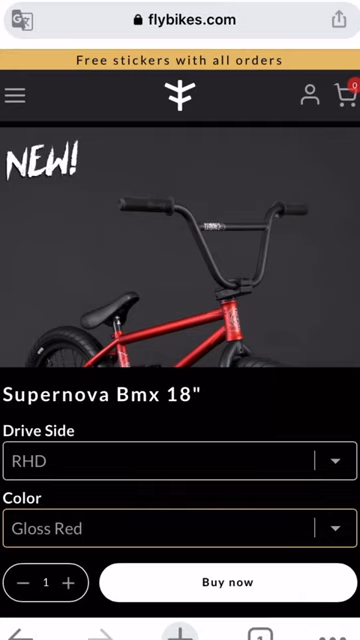 flybikes.com
Free stickers with all orders
0
NEW!
Supernova Bmx 18"
Drive Side
RHD
Color
Gloss Red
1
Buy now
1